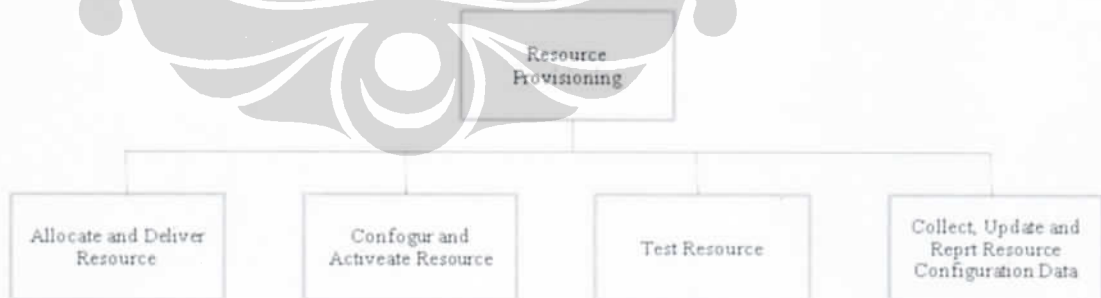 Resource
Provisioning
Allocate and Deliver
Resource
Confogur and
Activeate Resource
Test Resource
Collect, Update and
Reprt Resource
Configuration Data